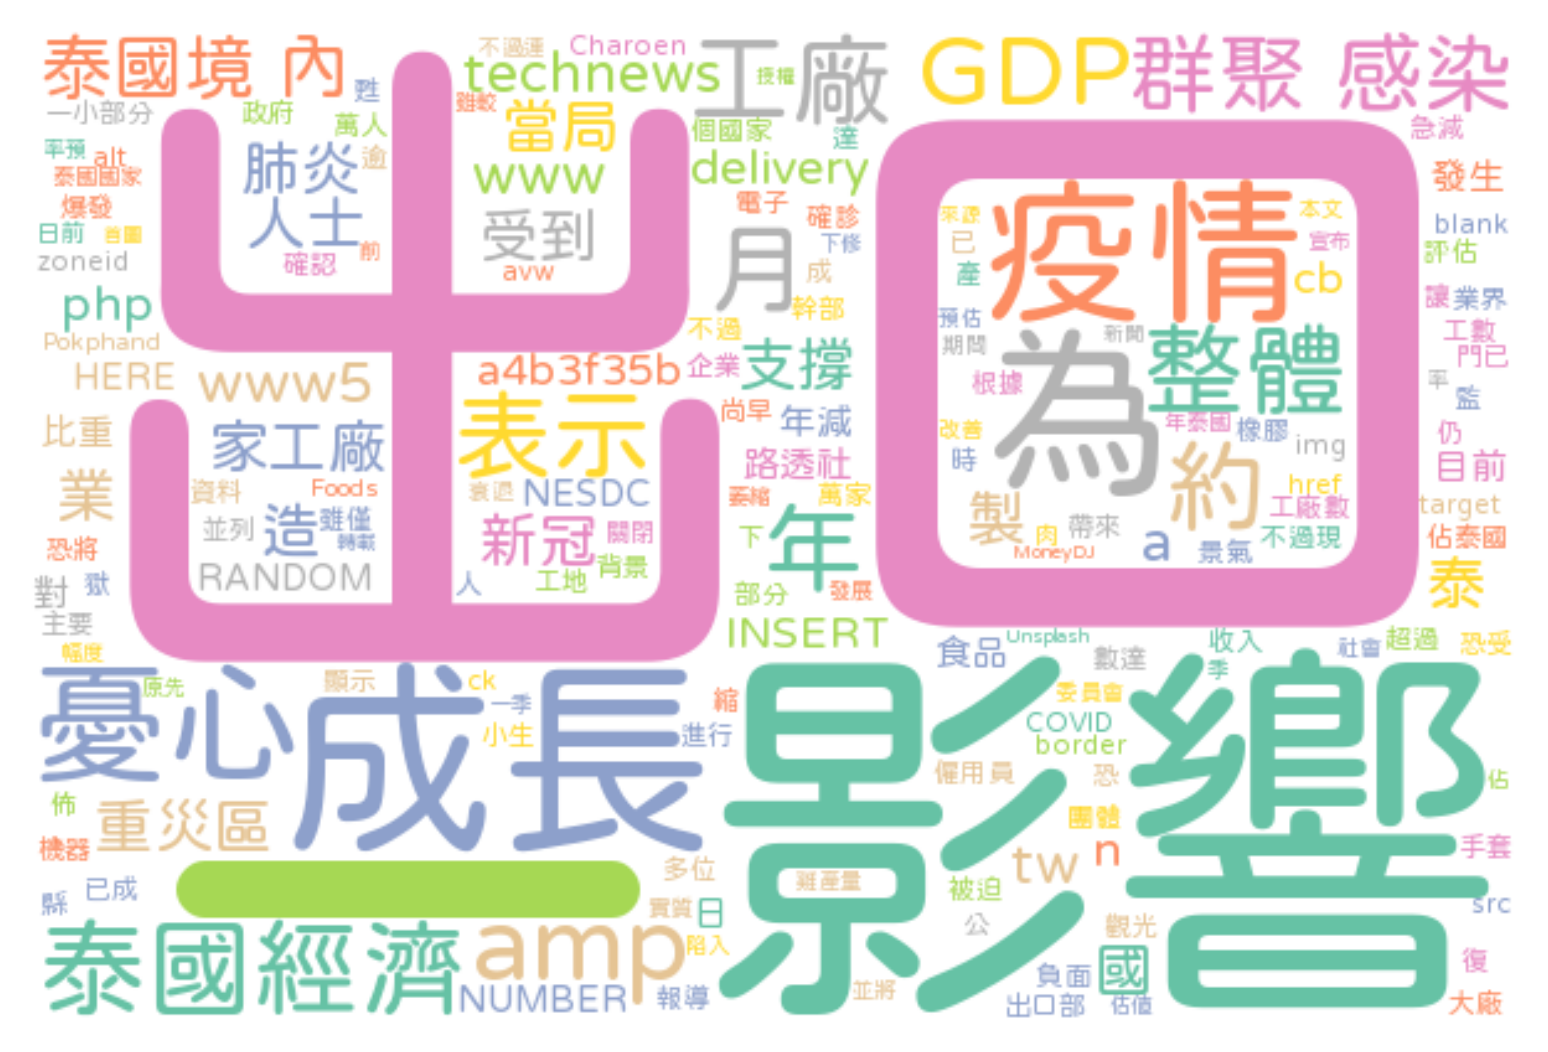 泰國境 內
不過運
Charoen
technews
工廠
授權
GDP
群聚 感染
甦
雖較
一小部分
政府
萬人
當局
個國家
達
急減
率預
alt
肺炎
逾
www
delivery
發生
泰國國家
爆發
人士
受到
電子
確診
疫情
來源
本文
blank
日前
首圖
前
月
下修
已
宣布
評估
zoneid
確認
avw
成
產
cb
php
幹部
讓
業界
Pokphand
不過
預估
新聞
整體
工數
HERE
www5
a4b3f35b
企業
支撐
期間
為
門已
出口
根據
率
監
比重
家工廠
表示
尚早
年減
改善
年泰國
橡膠
img
仍
路透社
時
約
目前
業
資料
Foods
衰退
NESDC
萎縮
萬家
製
href
target
並列
造
雖僅
轉載
新冠
關閉
下
年
肉
帶來
工廠數
恐將
MoneyDJ
a
景氣
不過現
佔泰國
對
獄
RANDOM
人
工地
背景
部分
發展
泰
主要
INSERT
食品
Unsplash
收入
社會
超過
恐受
幅度
數達
季
憂心
原先
顯示
成長
ck
一季
縮
影響
委員會
COVID
小生
進行
border
僱用員
恐
佔
佈
重災區
團體
機器
tw
n
手套
縣
已成
一
多位
雞產量
被迫
src
實質
日
公
觀光
泰國經濟
amp
陷入
國
復
負面
NUMBER
報導
並將
出口部
估值
大廠